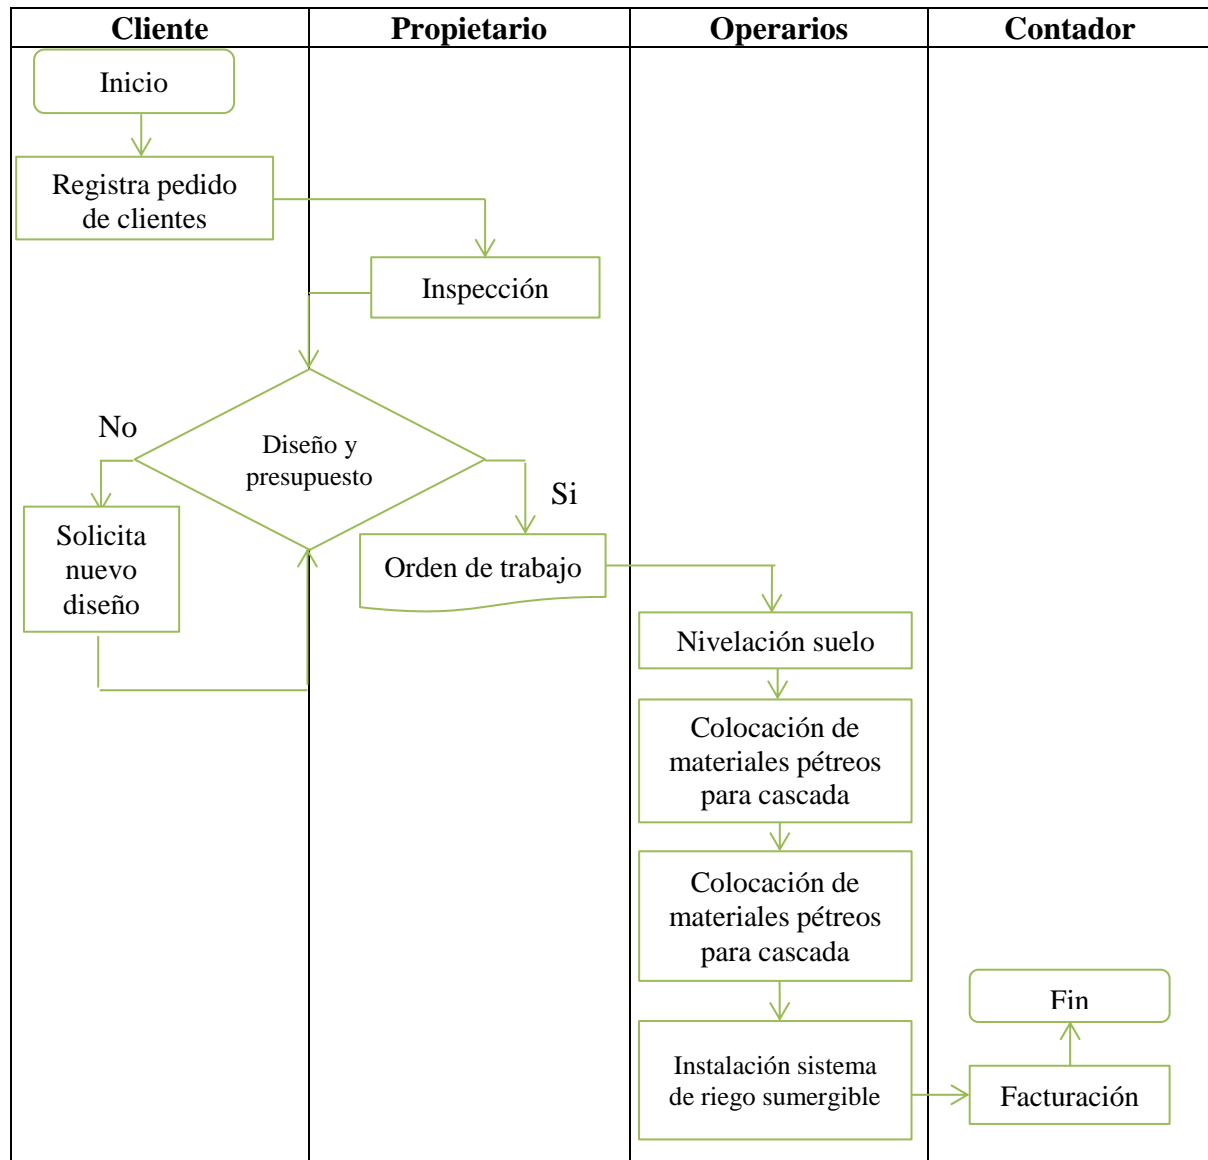 Cliente
Propietario
Operarios
Contador
Inicio
Registra pedido
de clientes
Inspección
No
Diseño y
presupuesto
Si
Solicita
nuevo
diseño
Orden de trabajo
Nivelación suelo
Colocación de
materiales pétreos
para cascada
Colocación de
materiales pétreos
para cascada
Instalación sistema
de riego sumergible
Fin
Facturación